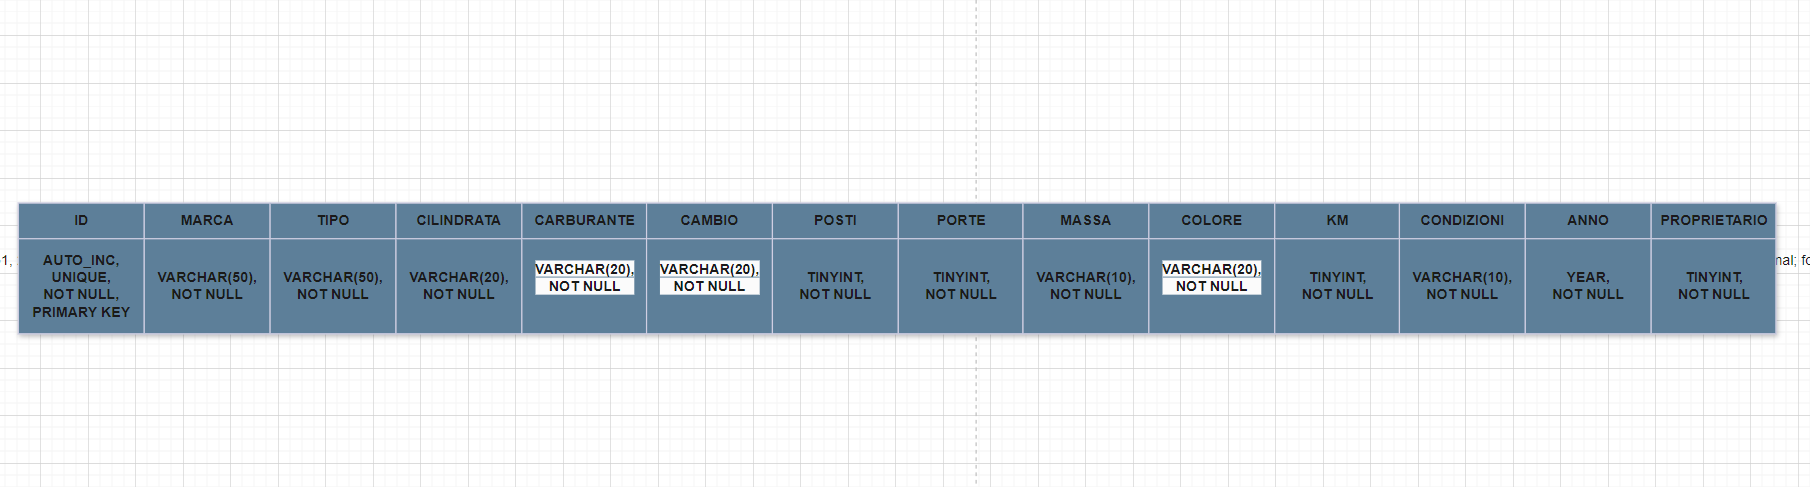 ID MARCA TIPO CILINDRATA CARBURANTE CAMBIO POSTI PORTE MASSA COLORE KM CONDIZIONI ANNO PROPRIETARIO
1,
AUTO_INC,
UNIQUE,
NOT NULL,
PRIMARY KEY
VARCHAR(50),
NOT NULL
VARCHAR(50),
NOT NULL
VARCHAR(20),
NOT NULL
VARCHAR(20),
NOT NULL
VARCHAR(20),
NOT NULL
TINYINT,
NOT NULL
TINYINT,
NOT NULL
VARCHAR(10),
NOT NULL
VARCHAR(20),
NOT NULL
TINYINT,
NOT NULL
VARCHAR(10),
NOT NULL
YEAR,
NOT NULL
TINYINT,
NOT NULL